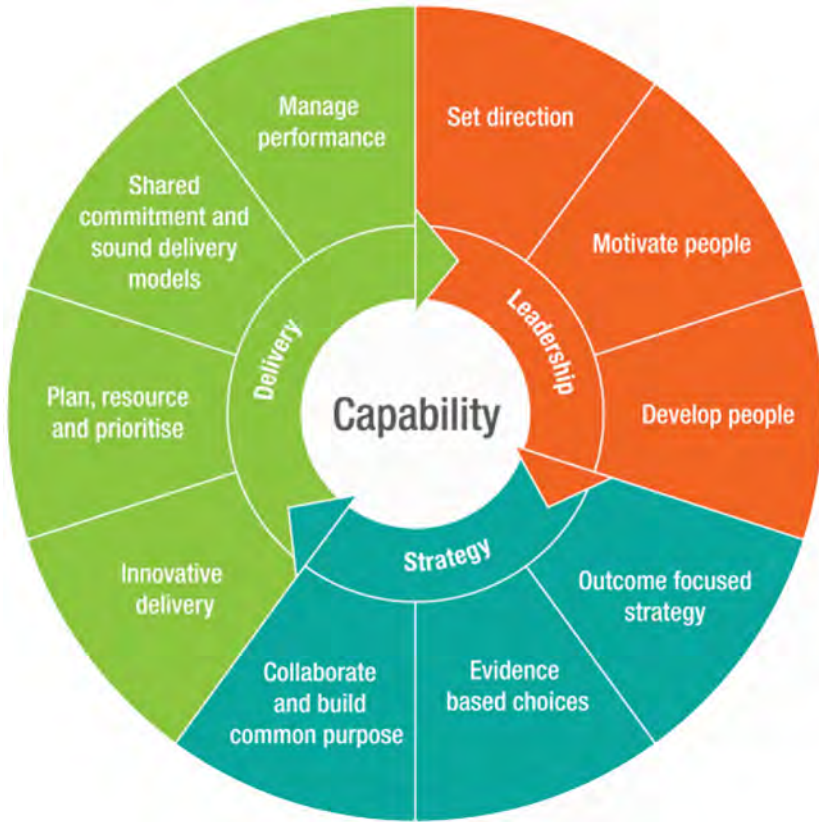 Manage
performance
Set direction
Shared
commitment and
sound delivery
models
Motivate people
Delivery
Leadership
Plan, resource
and prioritise
Capability
Develop people
Innovative
delivery
Strategy
Outcome focused
strategy
Collaborate
and build
common purpose
Evidence
based choices